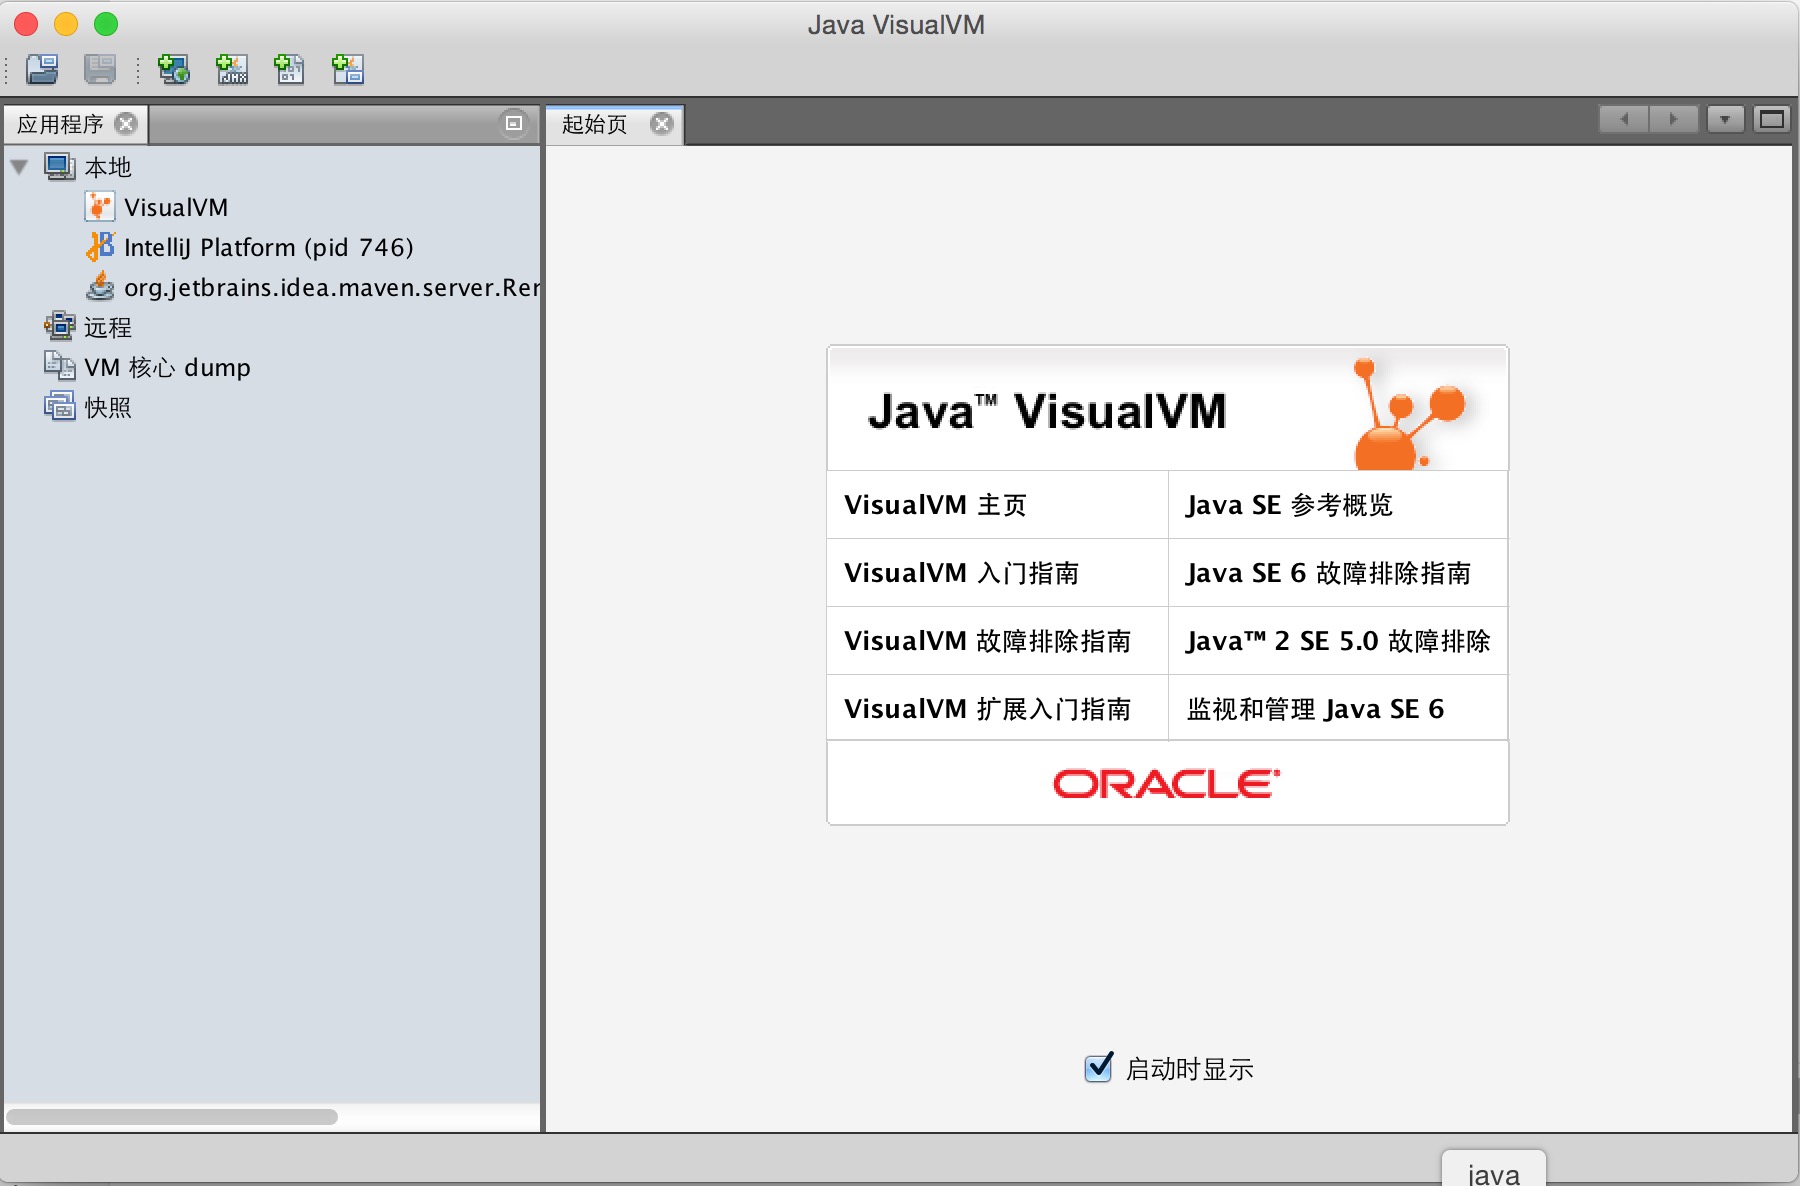 Java VisualVM
JMX
应用程序
起始页
本地
VisualVM
IntelliJ Platform (pid 746)
org.jetbrains.idea.maven.server.Rer
远程
VM 核心 dump
快照
Java™ VisualVM
VisualVM 主页
Java SE 参考概览
VisualVM 入门指南
Java SE 6 故障排除指南
VisualVM 故障排除指南
Java™ 2 SE 5.0 故障排除
VisualVM 扩展入门指南
监视和管理 Java SE 6
ORACLE
启动时显示
java